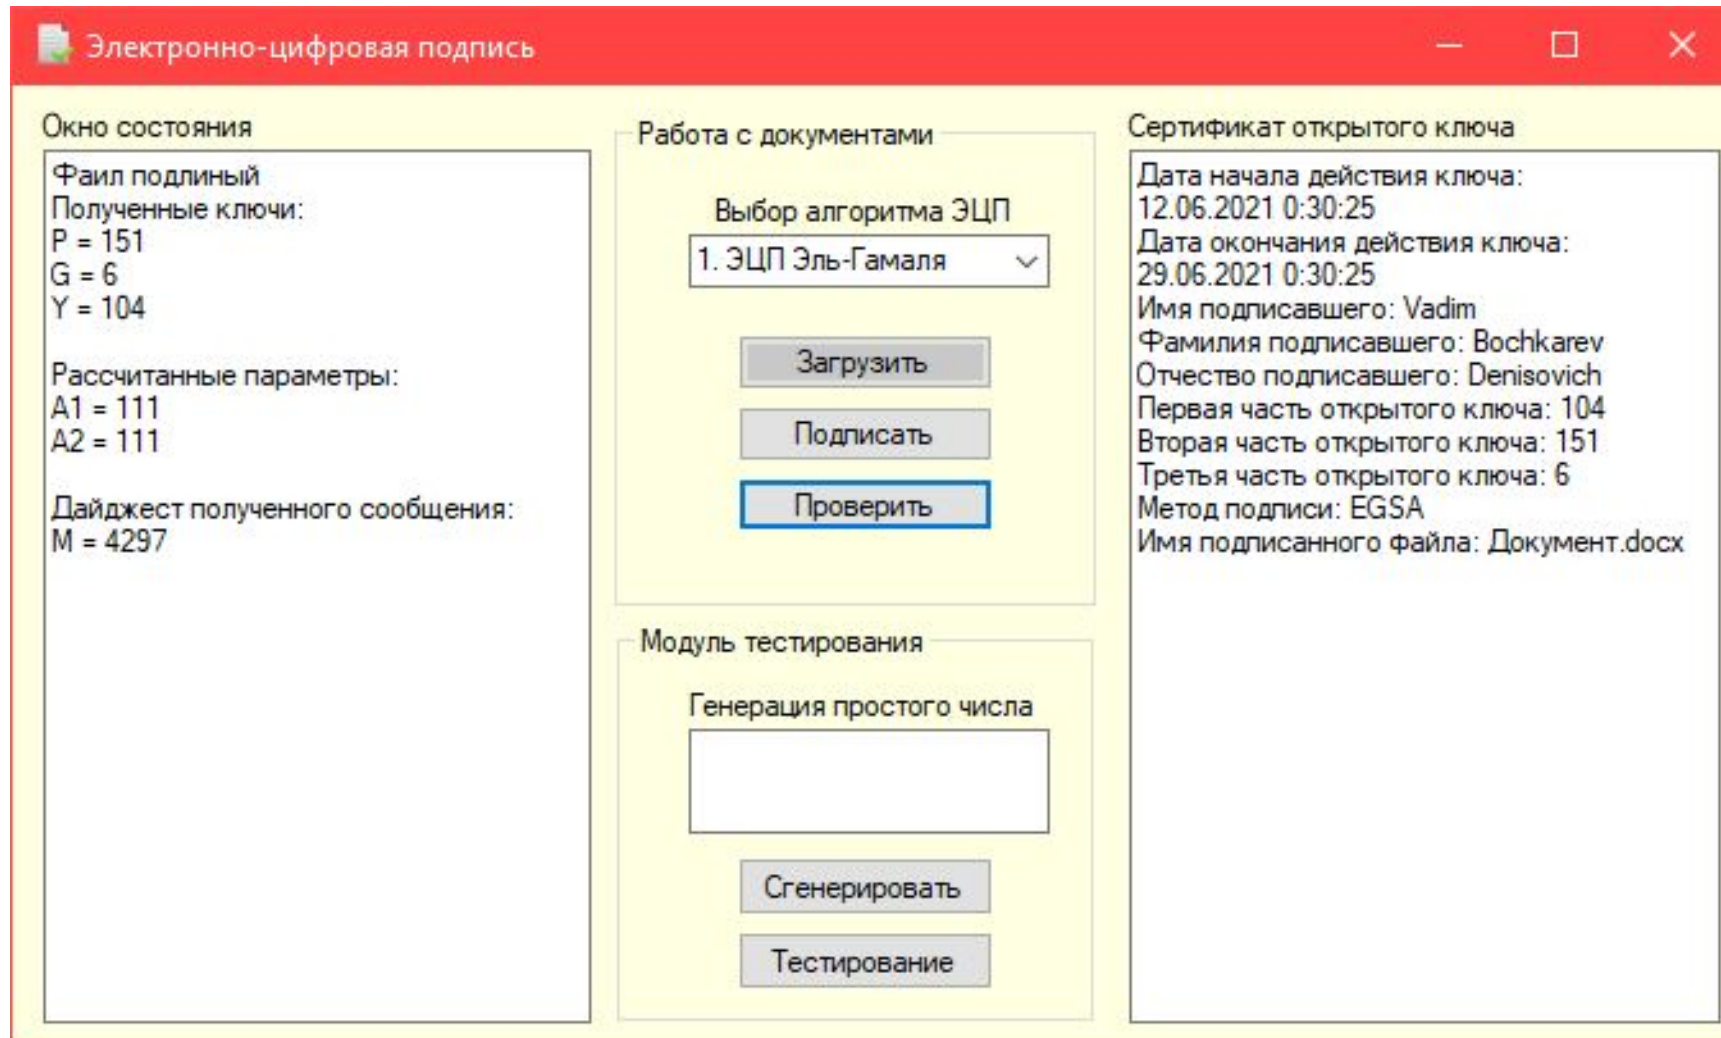 Электронно-цифровая подпись
Окно состояния
Фаил подлиный
Полученные ключи:
P = 151
G = 6
Y = 104
Рассчитанные параметры:
A1 = 111
A2 = 111
Дайджест полученного сообщения:
M = 4297
Работа с документами
Выбор алгоритма ЭЦП
1. ЭЦП Эль-Гамаля
Загрузить
Подписать
Проверить
Модуль тестирования
Генерация простого числа
Сгенерировать
Тестирование
Сертификат открытого ключа
Дата начала действия ключа:
12.06.2021 0:30:25
Дата окончания действия ключа:
29.06.2021 0:30:25
Имя подписавшего: Vadim
Фамилия подписавшего: Bochkarev
Отчество подписавшего: Denisovich
Первая часть открытого ключа: 104
Вторая часть открытого ключа: 151
Третья часть открытого ключа: 6
Метод подписи: EGSA
Имя подписанного файла: Документ.docx